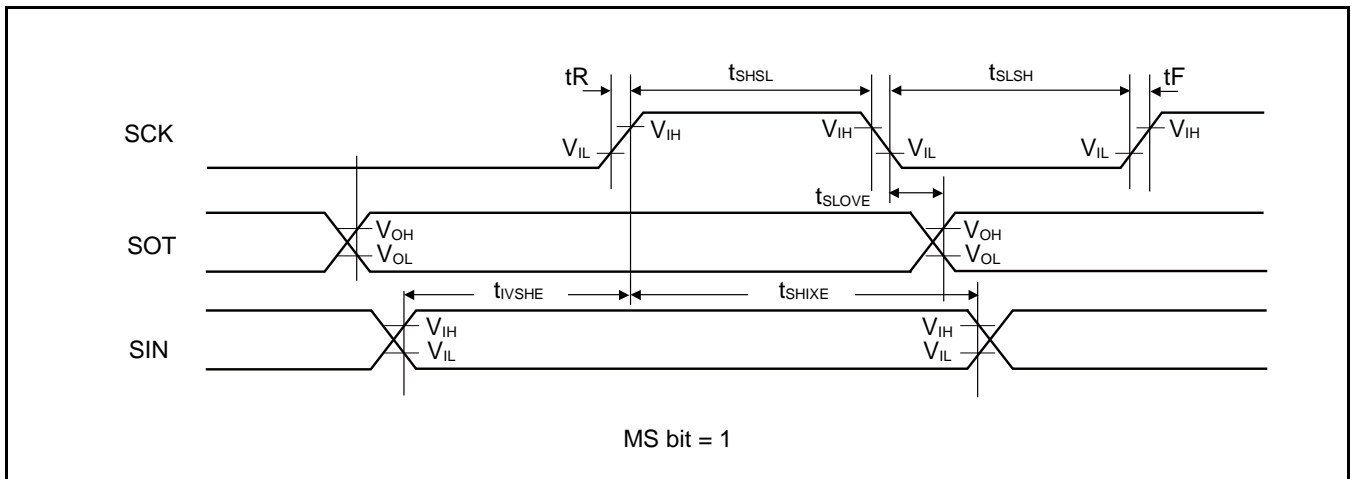 tR tSHSL tSLSH tF
SCK
VIH VIH VIH
VIL VIL VIL
tSLOVE
SOT
VOH VOH
VOL VOL
tIVSHE tSHIXE
SIN
VIH VIH
VIL VIL
MS bit = 1